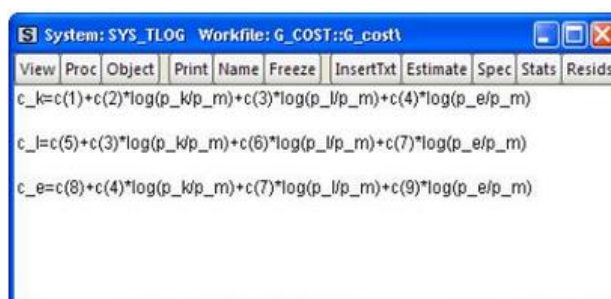 System: SYS_TLOG Workfile: G_COST::G_cost\
View Proc Object Print Name Freeze InsertTxt Estimate Spec Stats Resids
c_k=c(1)+c(2)*log(p_k/p_m)+c(3)*log(p_l/p_m)+c(4)*log(p_e/p_m)
c_l=c(5)+c(3)*log(p_k/p_m)+c(6)*log(p_l/p_m)+c(7)*log(p_e/p_m)
c_e=c(8)+c(4)*log(p_k/p_m)+c(7)*log(p_l/p_m)+c(9)*log(p_e/p_m)